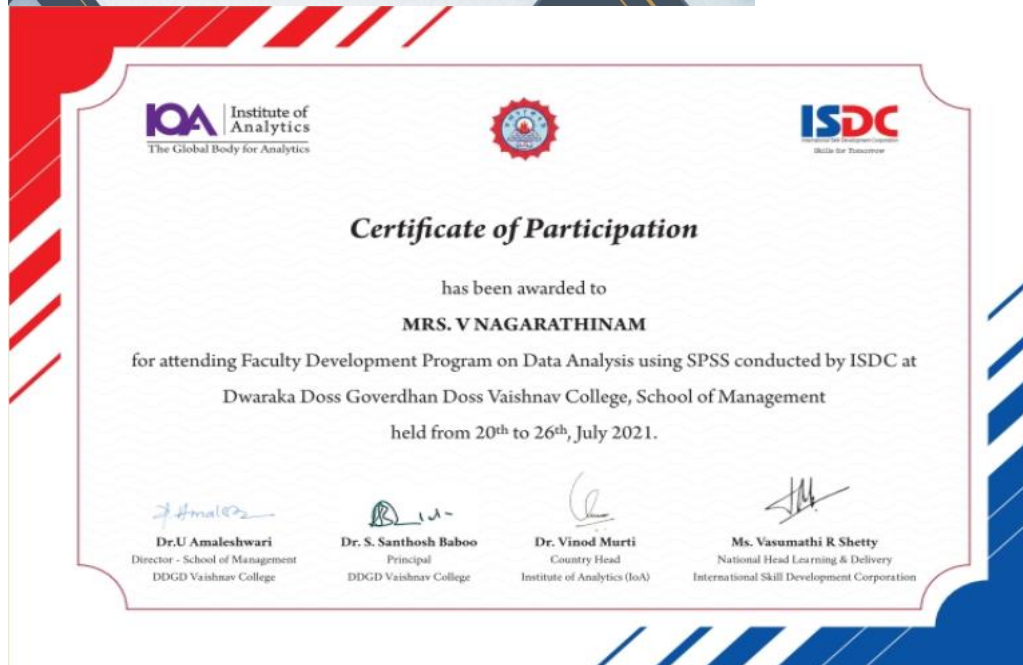 IOA Institute of
Analytics
The Global Body for Analytics
ISDC
International Skill Development Corporation
Skills for Tomorrow
Certificate of Participation
has been awarded to
MRS. V NAGARATHINAM
for attending Faculty Development Program on Data Analysis using SPSS conducted by ISDC at
Dwaraka Doss Goverdhan Doss Vaishnav College, School of Management
held from 20th to 26th, July 2021.
Dr.U Amaleshwari
Director - School of Management
DDGD Vaishnav College
Dr. S. Santhosh Baboo
Principal
DDGD Vaishnav College
Dr. Vinod Murti
Country Head
Institute of Analytics (IoA)
Ms. Vasumathi R Shetty
National Head Learning & Delivery
International Skill Development Corporation